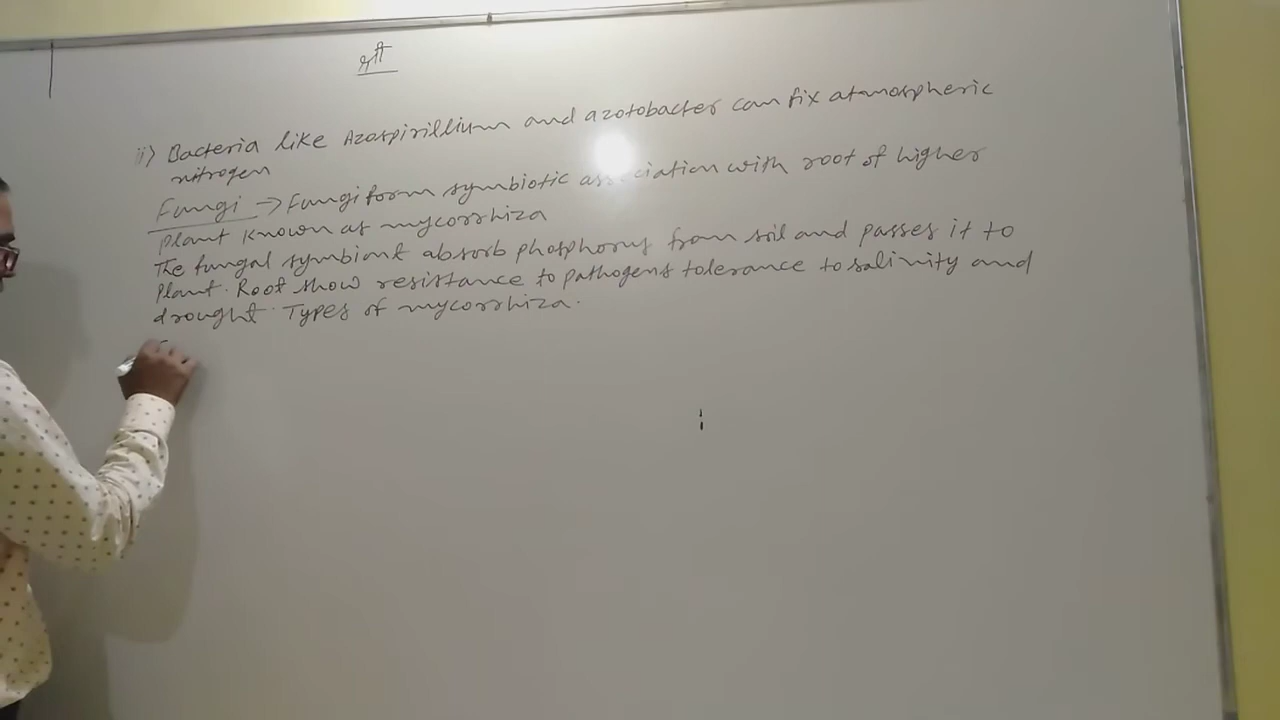 श्री
ii) Bacteria like Azospirillium and azotobacter can fix atmospheric
nitrogen
Fungi → Fungi form symbiotic association with root of higher
Plant known as mycorrhiza
The fungal symbiont absorb phosphorus from soil and passes it to
Plant. Root show resistance to pathogens tolerance to salinity and
drought. Types of mycorrhiza.